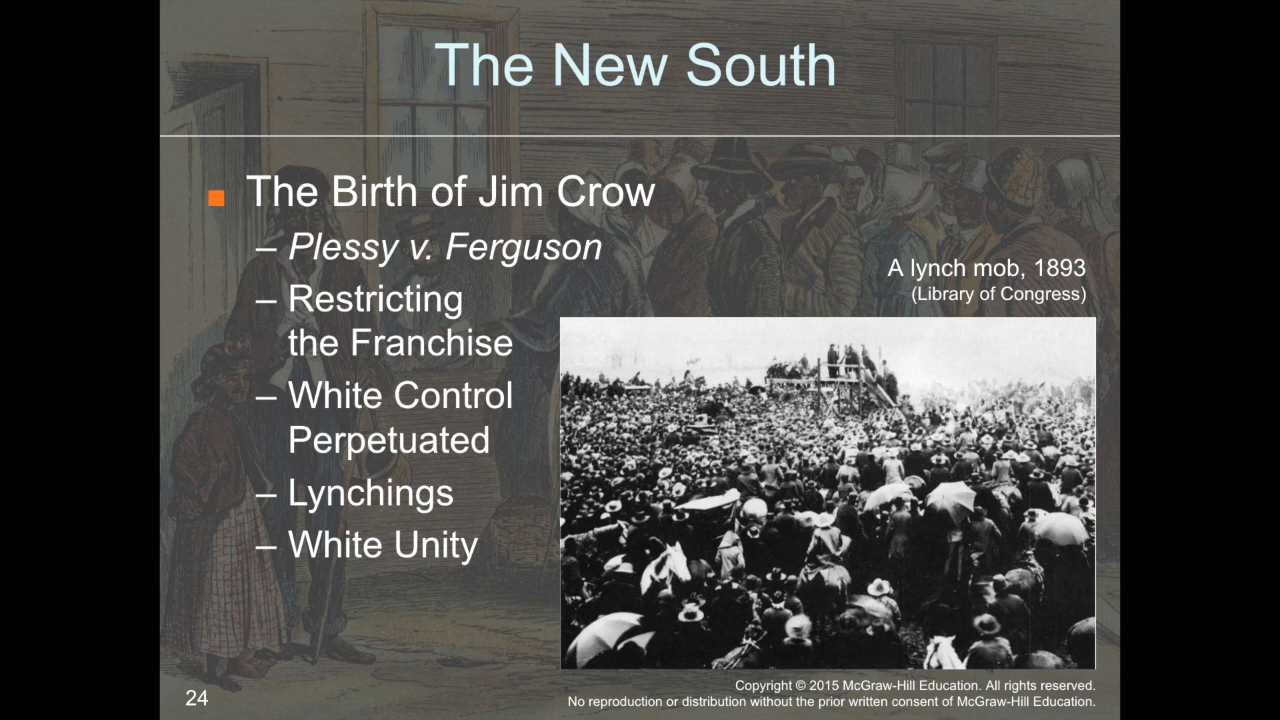 The New South
The Birth of Jim Crow
– Plessy v. Ferguson
– Restricting
the Franchise
– White Control
Perpetuated
– Lynchings
– White Unity
A lynch mob, 1893
(Library of Congress)
24
Copyright © 2015 McGraw-Hill Education. All rights reserved.
No reproduction or distribution without the prior written consent of McGraw-Hill Education.